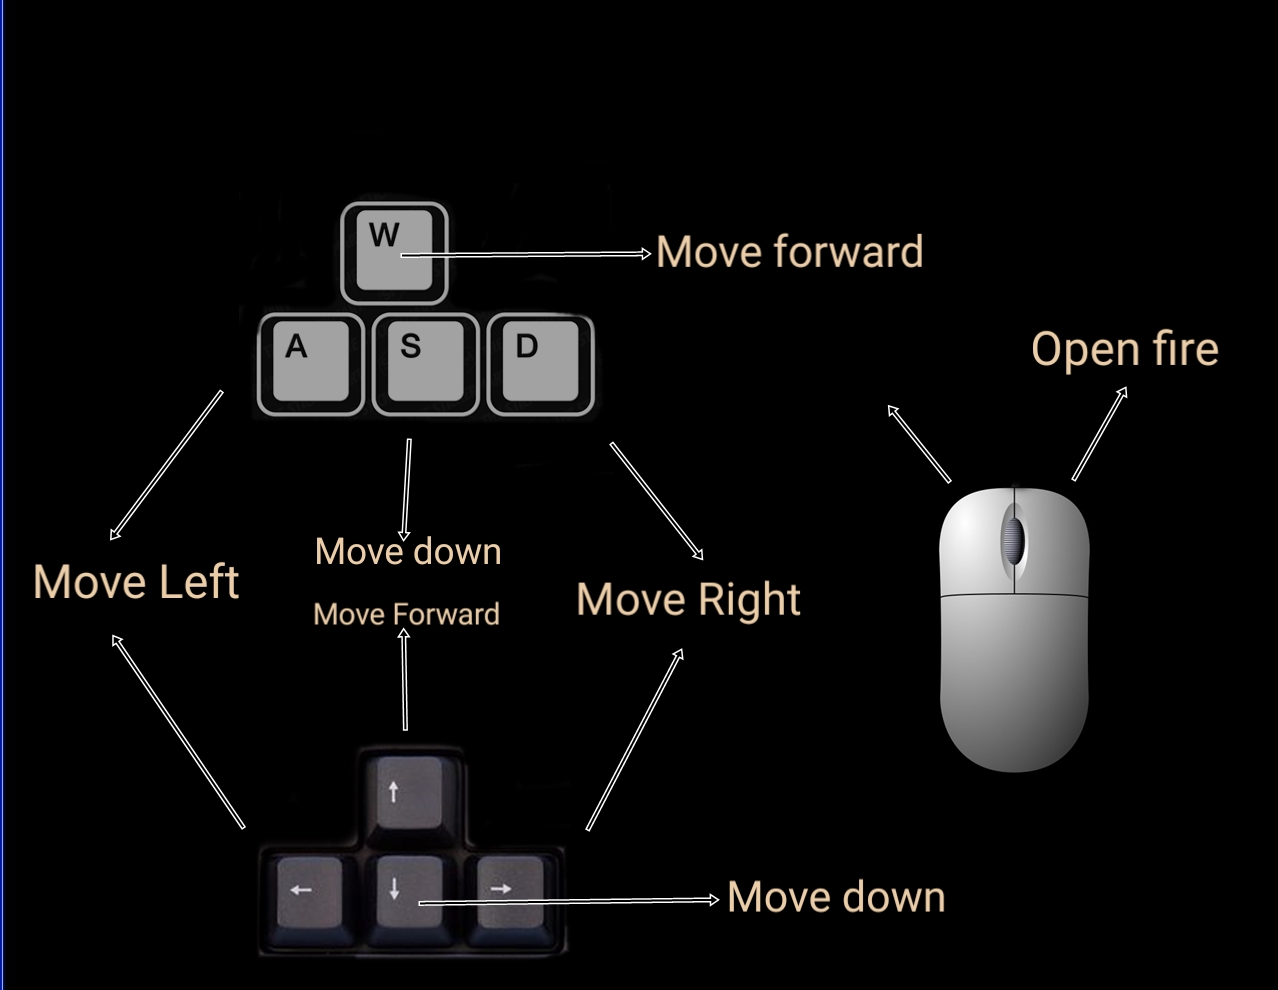 W
Move forward
A S D
Open fire
Move down
Move Left
Move Forward
Move Right
↑
← ↓ →
Move down